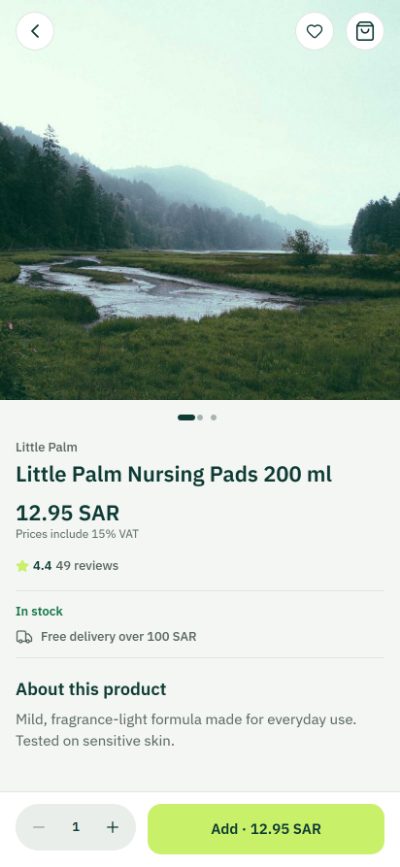 Little Palm
Little Palm Nursing Pads 200 ml
12.95 SAR
Prices include 15% VAT
4.4 49 reviews
In stock
Free delivery over 100 SAR
About this product
Mild, fragrance-light formula made for everyday use.
Tested on sensitive skin.
1
Add · 12.95 SAR